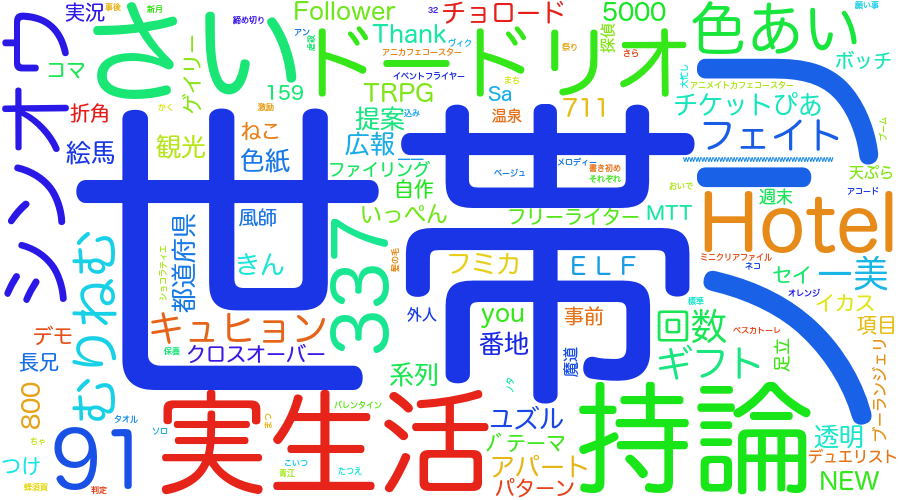 実況
事後
新月
締め切り
Follower
32
チョロード
5000
色あい
願い事
アン
Thank
ヴィク
アニカフェコースター
祭り
探偵
さら
ボッチ
シンオウ
さい
ドードリオ
コマ
ゲイリー
159
イベントフライヤー
TRPG
Sa
まち
アニメイトカフェコースター
折角
かく
激励
提案
込み
711
チケットぴあ
温泉
ブーム
絵馬
観光
ねこ
広報
フェイト
色紙
世帯
メロディー
wwwwwwwwwwwwwwwwwwwwwwww
ファイリング
ページュ
書き初め
それぞれ
天ぷら
自作
おいで
アコード
週末
二
Hotel
いっぺん
フリーライター
MTT
都道府県
風師
337
むりねむ
ショコラティエ
きん
髪の毛
フミカ
ELF
ミニクリアファイル
ネコ
セイ
一美
オレンジ
イカス
標準
キュヒョン
外人
you
事前
回数
ペスカトーレ
項目
デモ
番地
クロスオーバー
保善
魔道
ギフト
足立
長兄
系列
ブーランジェリ
800
実生活
ノタ
持論
タオル
バレンタイン
ユズル
まつ
91
ソロ
テーマ
透明
ちゃ
つけ
こいつ
たつえ
青江
アパート
デュエリスト
蜂須賀
判定
パターン
NEW